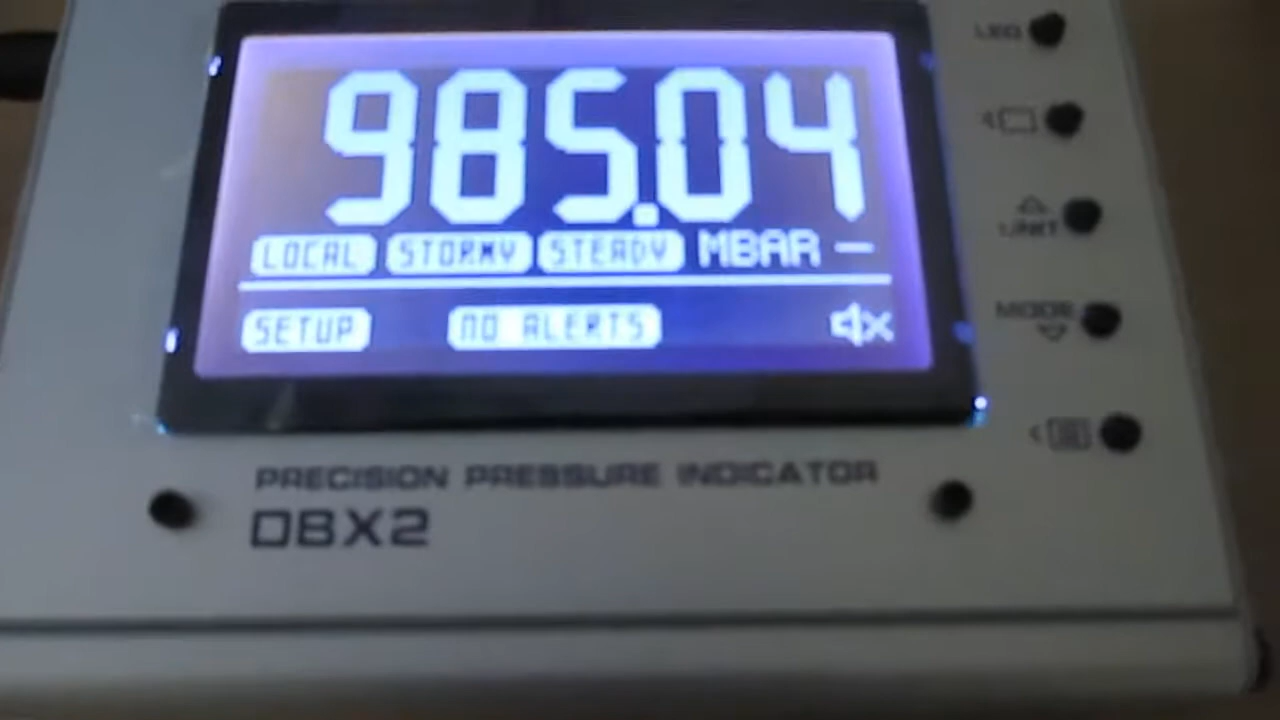 985.04
LOCAL STORMY STEADY MBAR –
SETUP NO ALERTS
PRECISION PRESSURE INDICATOR
DBX2
LED
UNIT
MODE